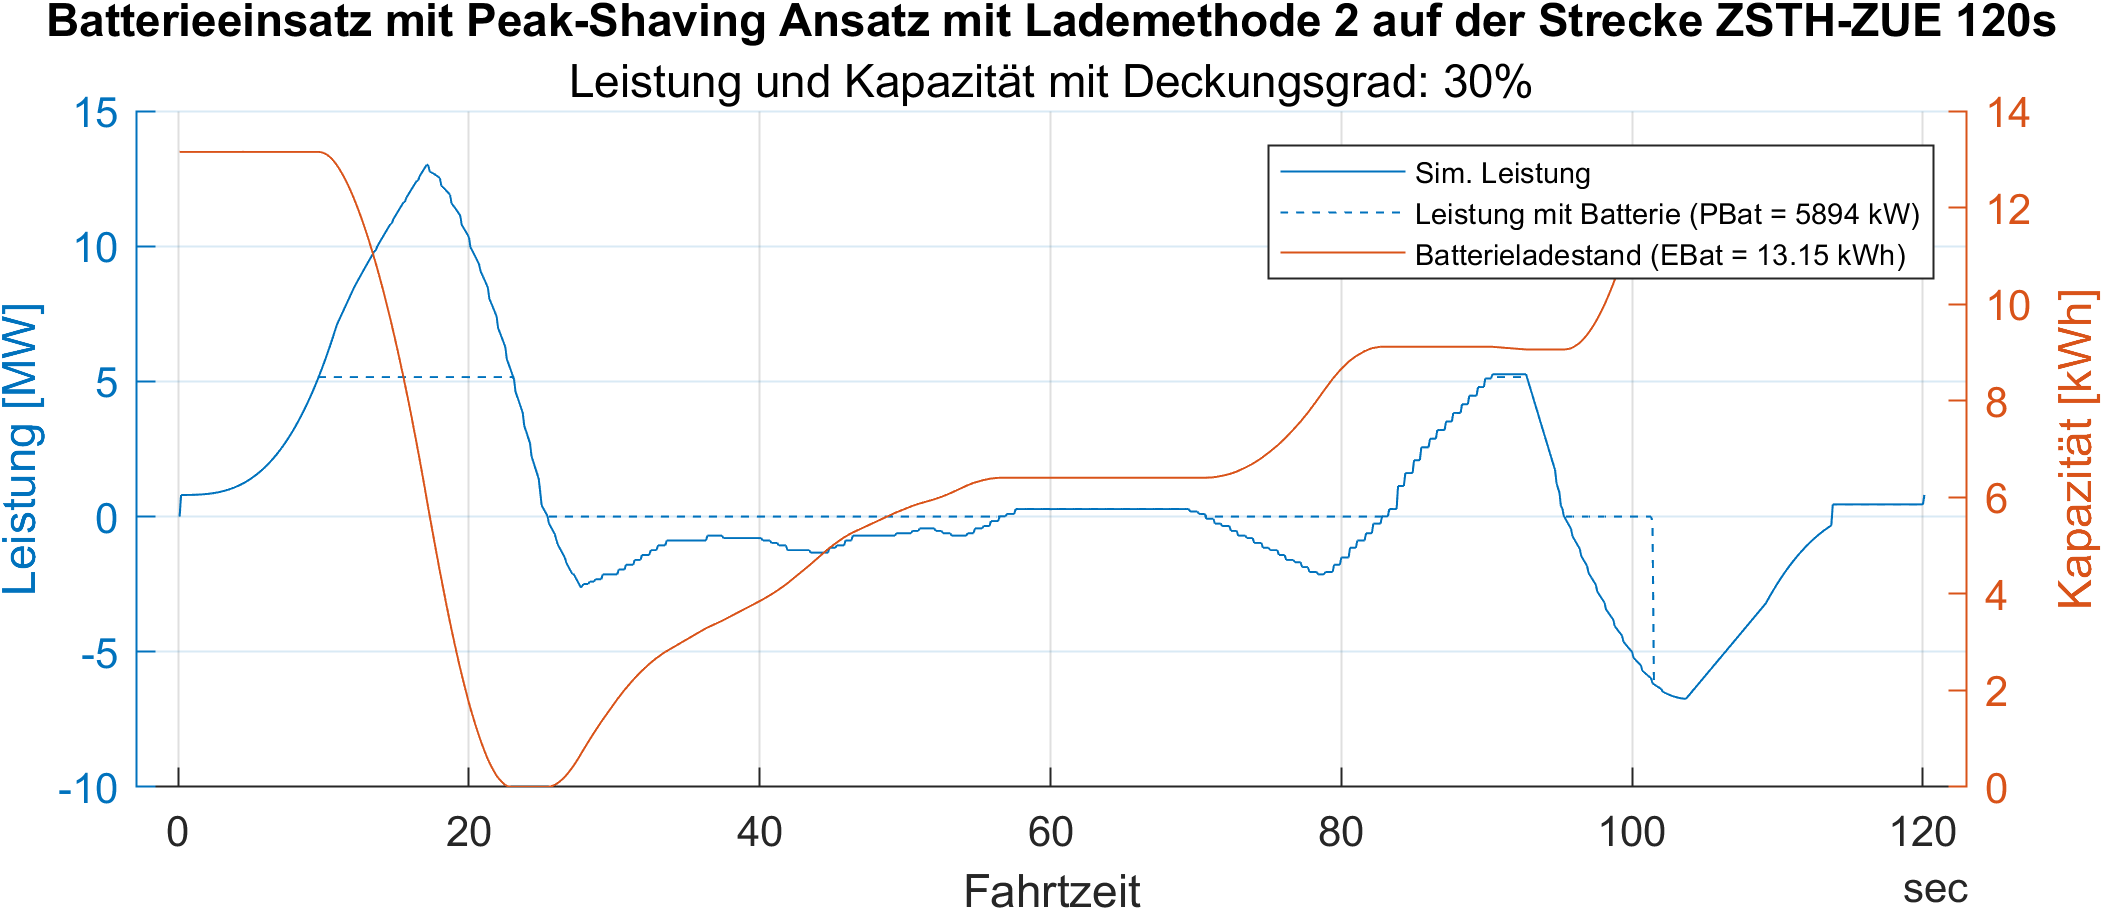 Batterieeinsatz mit Peak-Shaving Ansatz mit Lademethode 2 auf der Strecke ZSTH-ZUE 120s
Leistung und Kapazität mit Deckungsgrad: 30%
Leistung [MW]
15
10
5
0
-5
-10
Sim. Leistung
Leistung mit Batterie (PBat = 5894 kW)
Batterieladestand (EBat = 13.15 kWh)
14
12
10
8
6
4
2
0
Kapazität [kWh]
0 20 40 60 80 100 120
Fahrtzeit
sec